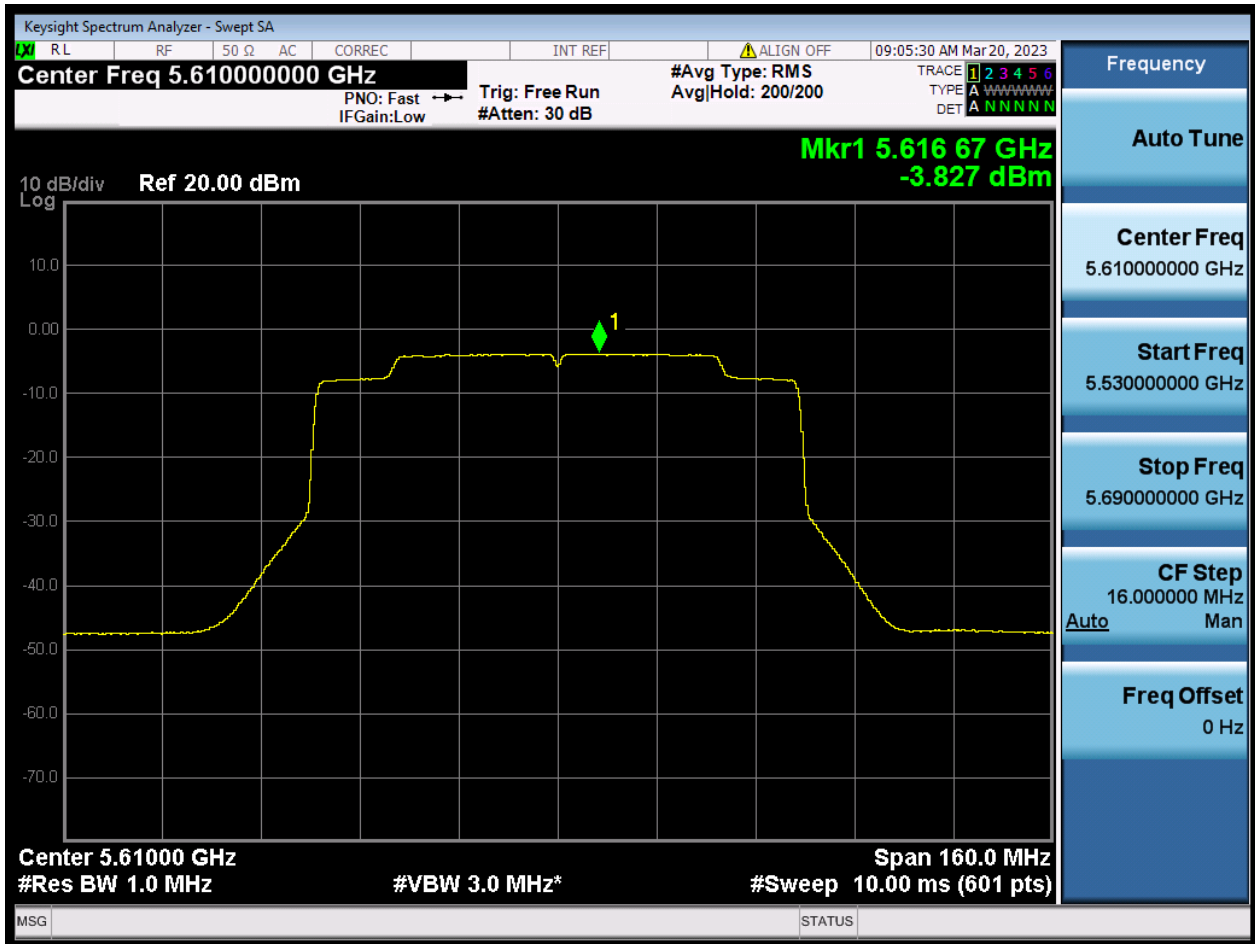 Keysight Spectrum Analyzer - Swept SA
LXI RL RF 50 Ω AC CORREC INT REF ALIGN OFF 09:05:30 AM Mar 20, 2023
Center Freq 5.610000000 GHz
PNO: Fast
IFGain:Low
Trig: Free Run
#Atten: 30 dB
#Avg Type: RMS
Avg|Hold: 200/200
TRACE 1 2 3 4 5 6
TYPE A WWWWW
DET A N N N N N
Mkr1 5.616 67 GHz
-3.827 dBm
10 dB/div
Log
Ref 20.00 dBm
10.0
0.00
-10.0
-20.0
-30.0
-40.0
-50.0
-60.0
-70.0
1
Center 5.61000 GHz
Span 160.0 MHz
#Res BW 1.0 MHz
#VBW 3.0 MHz*
#Sweep 10.00 ms (601 pts)
MSG
STATUS
Frequency
Auto Tune
Center Freq
5.610000000 GHz
Start Freq
5.530000000 GHz
Stop Freq
5.690000000 GHz
CF Step
16.000000 MHz
Auto Man
Freq Offset
0 Hz